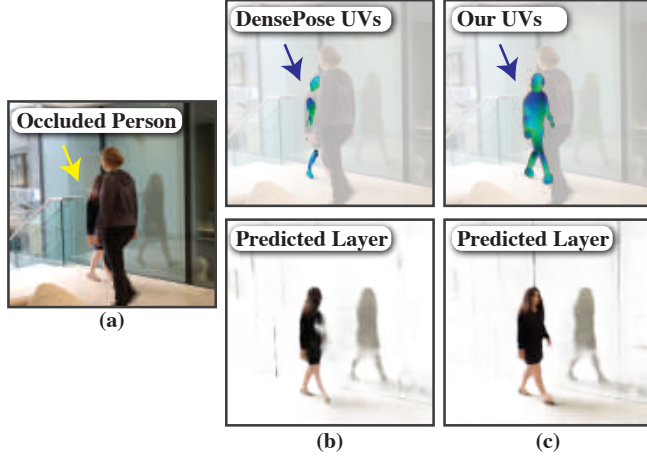 DensePose UVs
Our UVs
Occluded Person
Predicted Layer
Predicted Layer
(a)
(b)
(c)